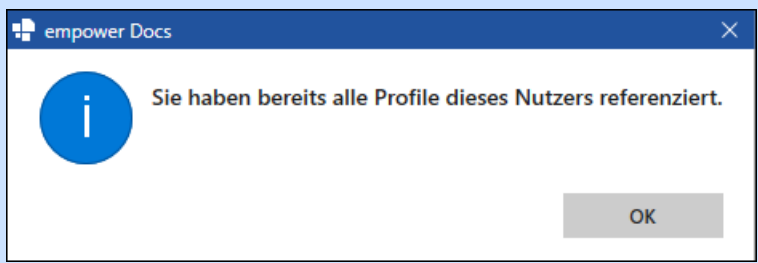 empower Docs
Sie haben bereits alle Profile dieses Nutzers referenziert.
OK